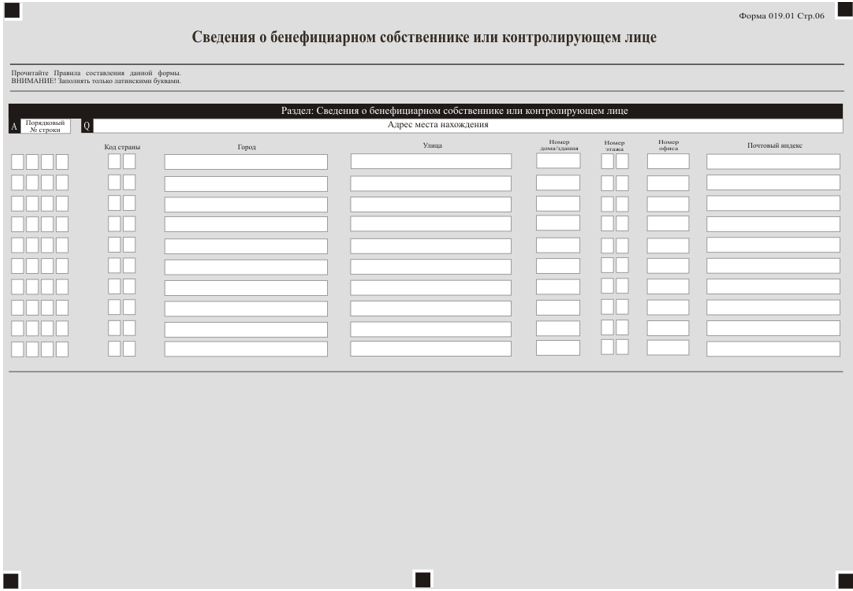 Форма 019.01 Стр.06
Сведения о бенефициарном собственнике или контролирующем лице
Прочитайте Правила составления данной формы.
ВНИМАНИЕ! Заполнять только латинскими буквами.
Раздел: Сведения о бенефициарном собственнике или контролирующем лице
A Порядковый № строки Q Адрес места нахождения
Код страны Город Улица Номер дома/здания Номер этажа Номер офиса Почтовый индекс